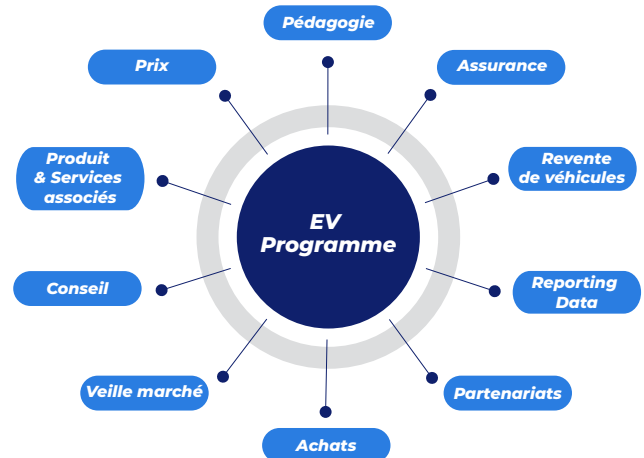 Pédagogie
Prix
Assurance
Produit
& Services
associés
Revente
de véhicules
EV
Programme
Conseil
Reporting
Data
Veille marché
Partenariats
Achats